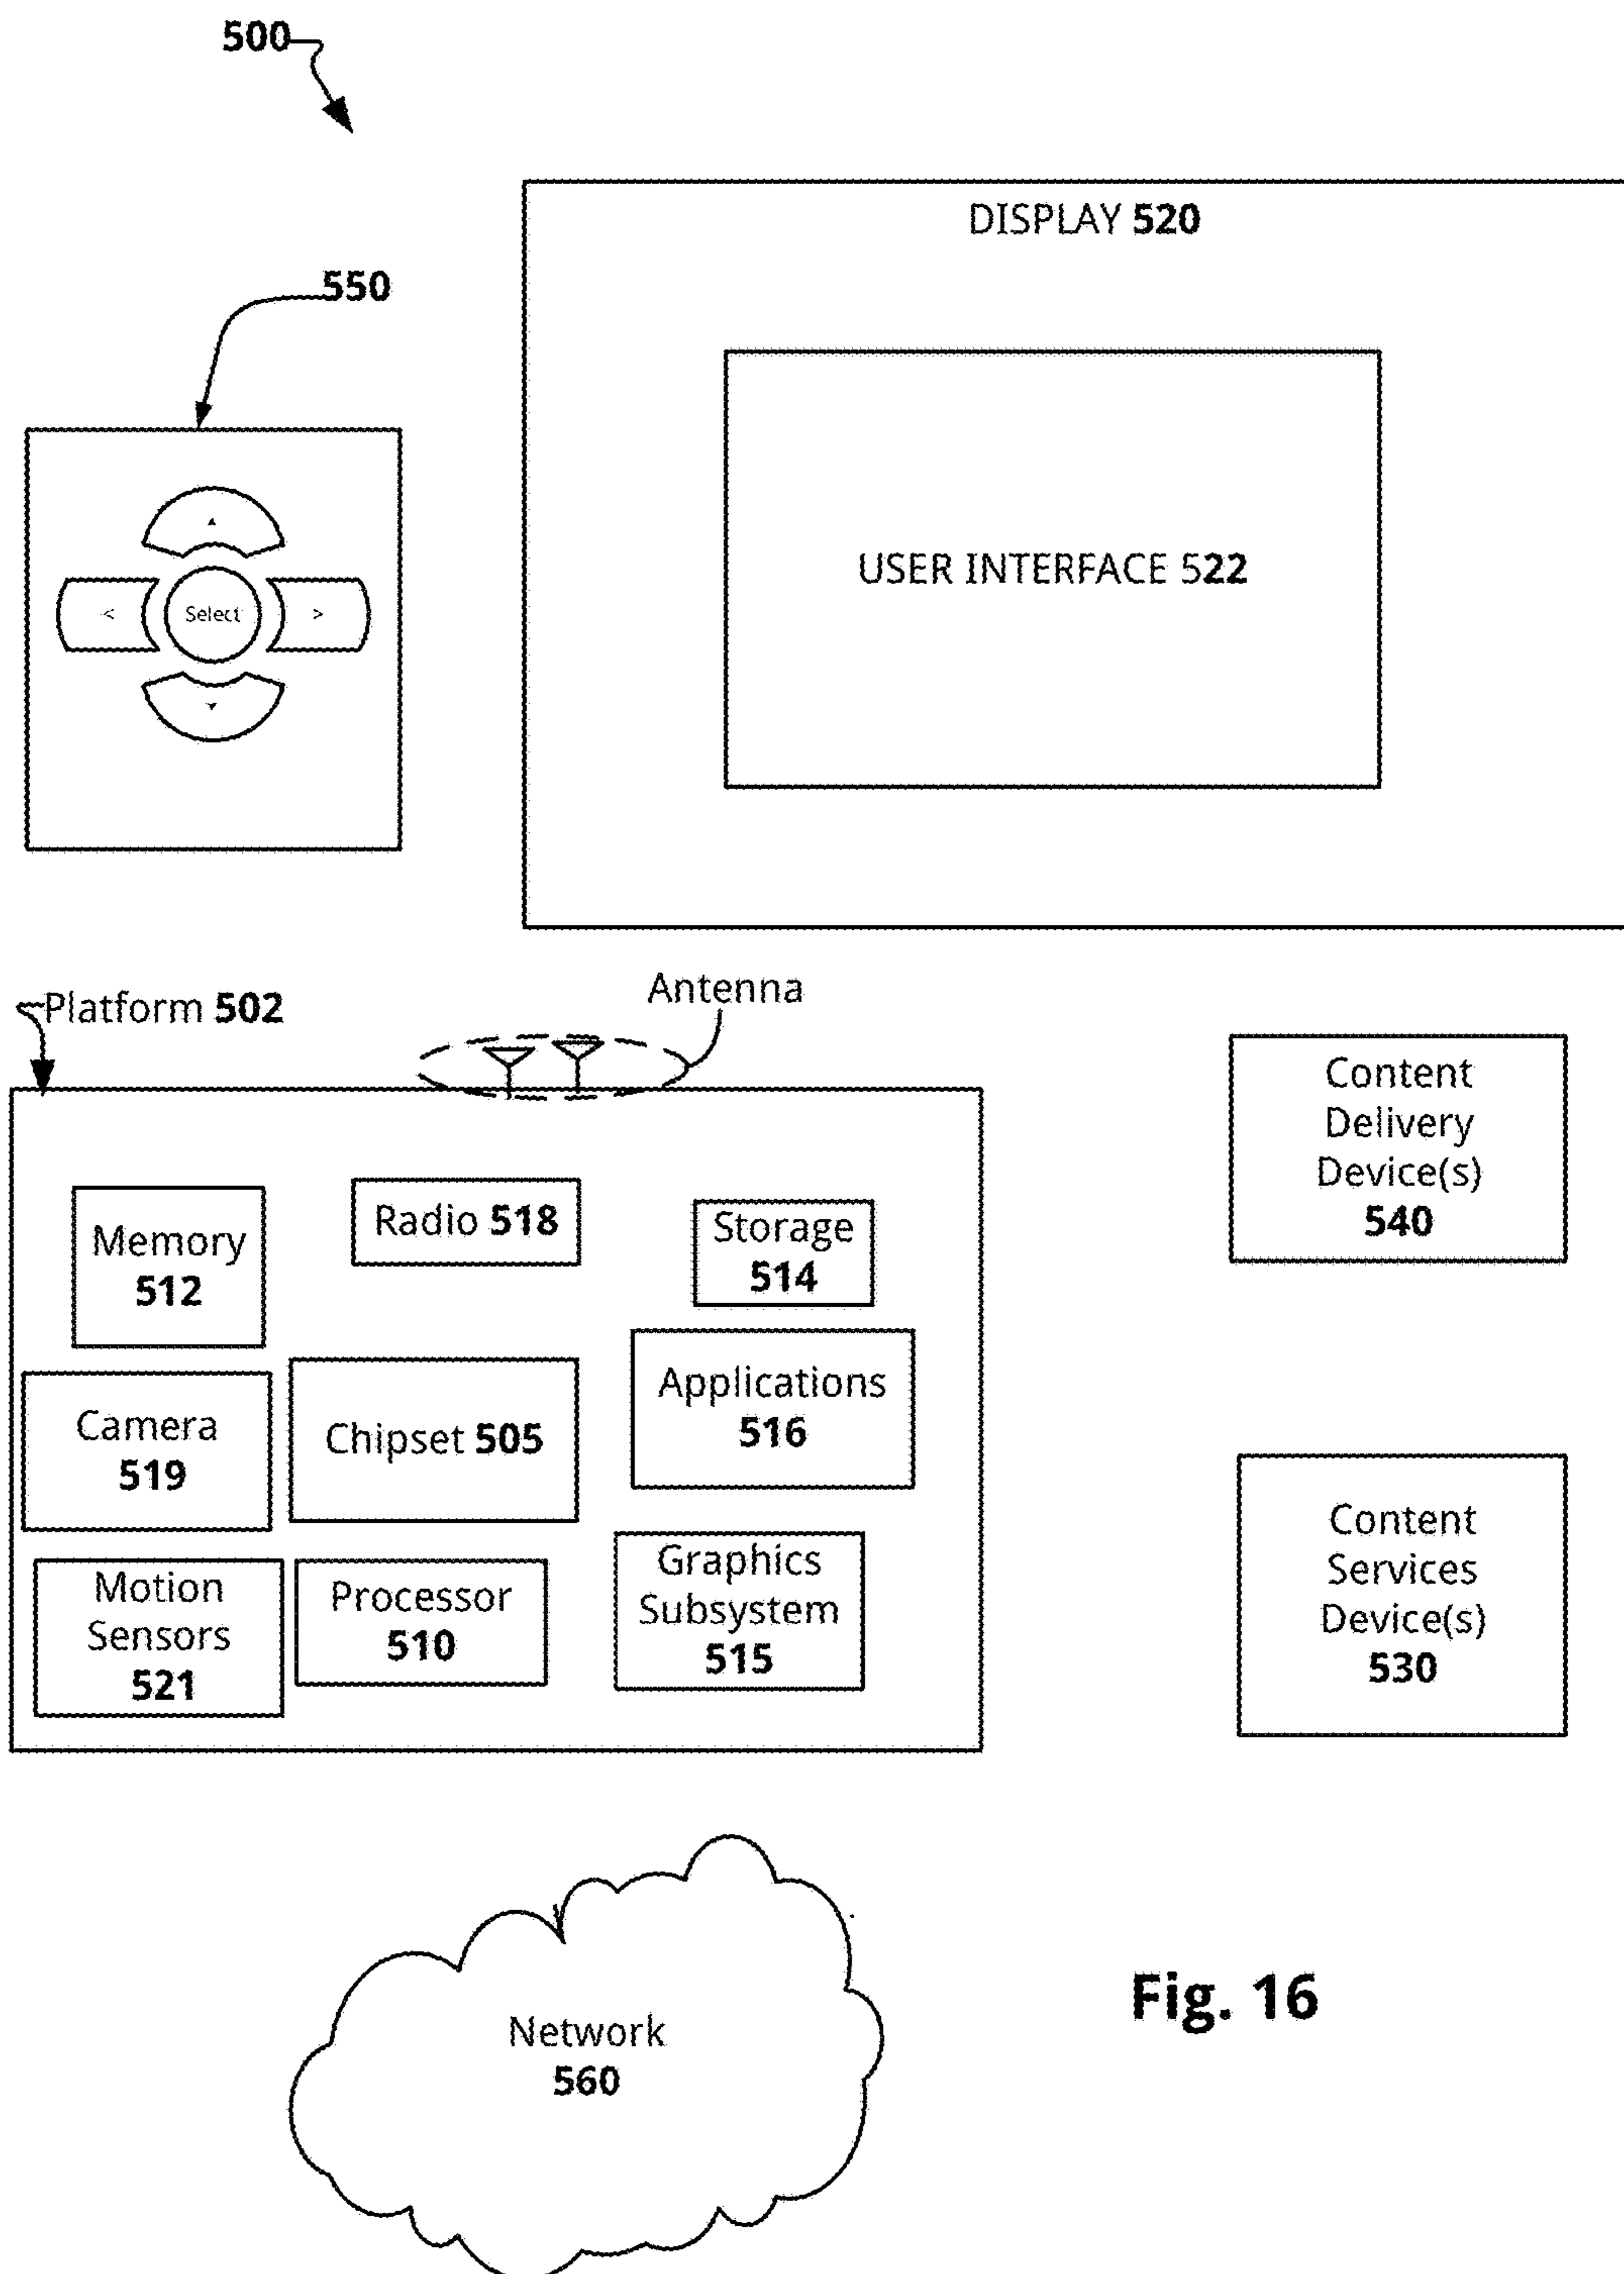 500
DISPLAY 520
550
USER INTERFACE 522
<
Select
>
Platform 502
Antenna
Content
Delivery
Device(s)
540
Memory
512
Radio 518
Storage
514
Camera
519
Chipset 505
Applications
516
Content
Services
Device(s)
530
Motion
Sensors
521
Processor
510
Graphics
Subsystem
515
Network
560
Fig. 16